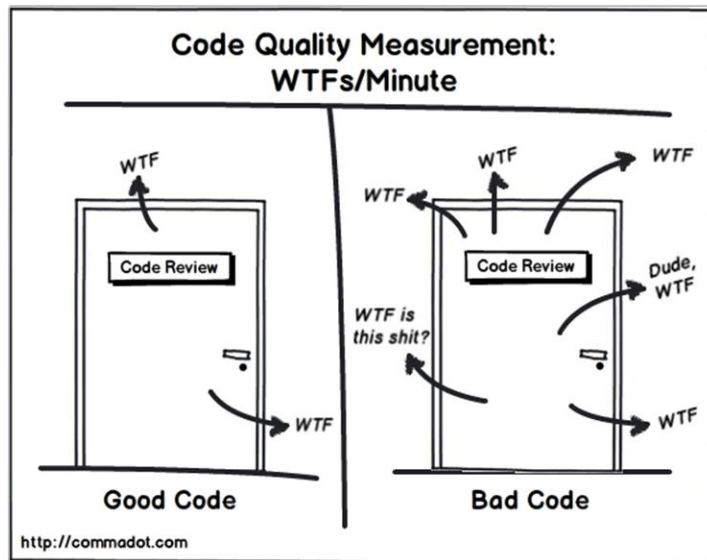 Code Quality Measurement:
WTFs/Minute
WTF
Code Review
WTF
Good Code
WTF
WTF
WTF
Code Review
Dude,
WTF
WTF is
this shit?
WTF
Bad Code
http://commadot.com